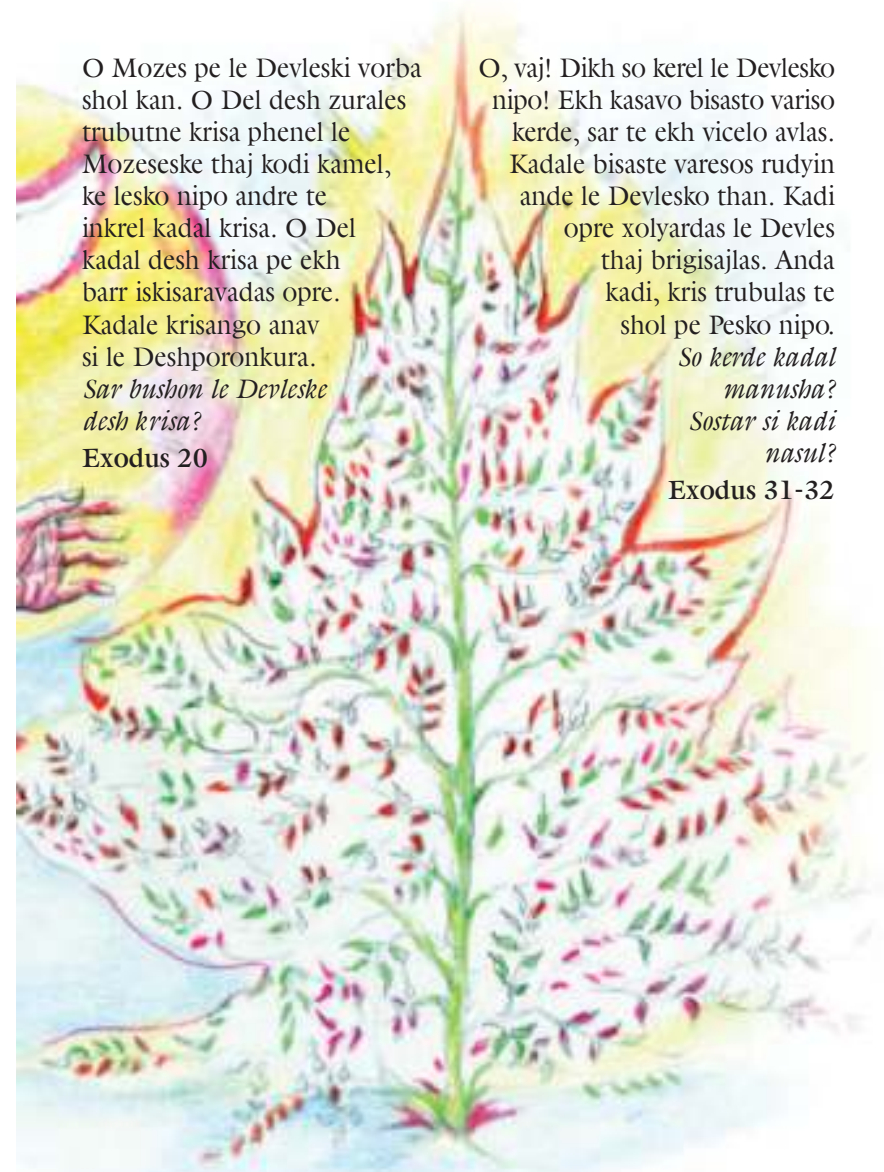 O Mozes pe le Devleski vorba
shol kan. O Del desh zurales
trubutne krisa phenel le
Mozeseske thaj kodi kamel,
ke lesko nipo andre te
inkrel kadal krisa. O Del
kadal desh krisa pe ekh
barr iskisaravadas opre.
Kadale krisango anav
si le Deshporonkura.
Sar bushon le Devleske
desh krisa?
Exodus 20
O, vaj! Dikh so kerel le Devlesko
nipo! Ekh kasavo bisasto variso
kerde, sar te ekh vicelo avlas.
Kadale bisaste varesos rudyin
ande le Devlesko than. Kadi
opre xolyardas le Devles
thaj brigisajlas. Anda
kadi, kris trubulas te
shol pe Pesko nipo.
So kerde kadal
manusha?
Sostar si kadi
nasul?
Exodus 31-32